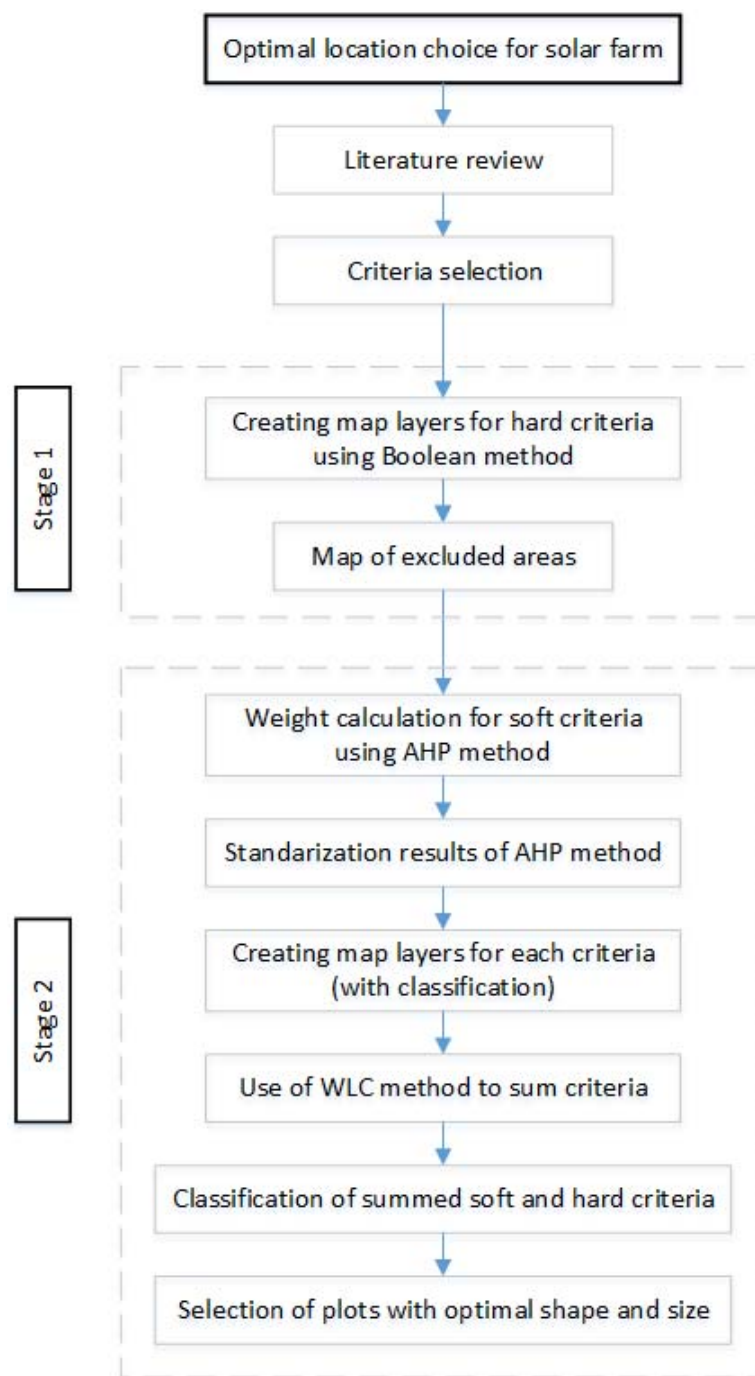 Optimal location choice for solar farm
Literature review
Criteria selection
Stage 1
Creating map layers for hard criteria
using Boolean method
Map of excluded areas
Stage 2
Weight calculation for soft criteria
using AHP method
Standarization results of AHP method
Creating map layers for each criteria
(with classification)
Use of WLC method to sum criteria
Classification of summed soft and hard criteria
Selection of plots with optimal shape and size